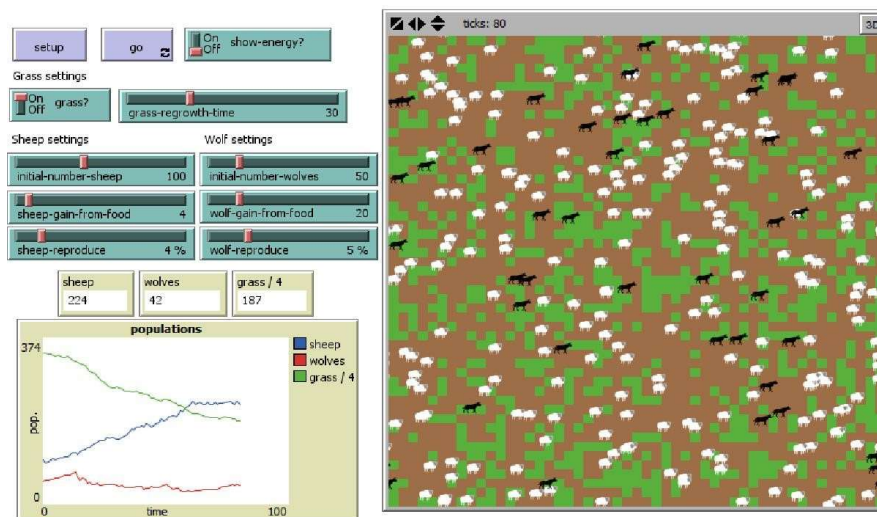 ticks: 80
3D
setup
go
On
Off
show-energy?
Grass settings
On
Off
grass?
grass-regrowth-time 30
Sheep settings
Wolf settings
initial-number-sheep 100
initial-number-wolves 50
sheep-gain-from-food 4
wolf-gain-from-food 20
sheep-reproduce 4 %
wolf-reproduce 5 %
sheep
224
wolves
42
grass / 4
187
populations
374
pop.
0
0
time
100
sheep
wolves
grass / 4